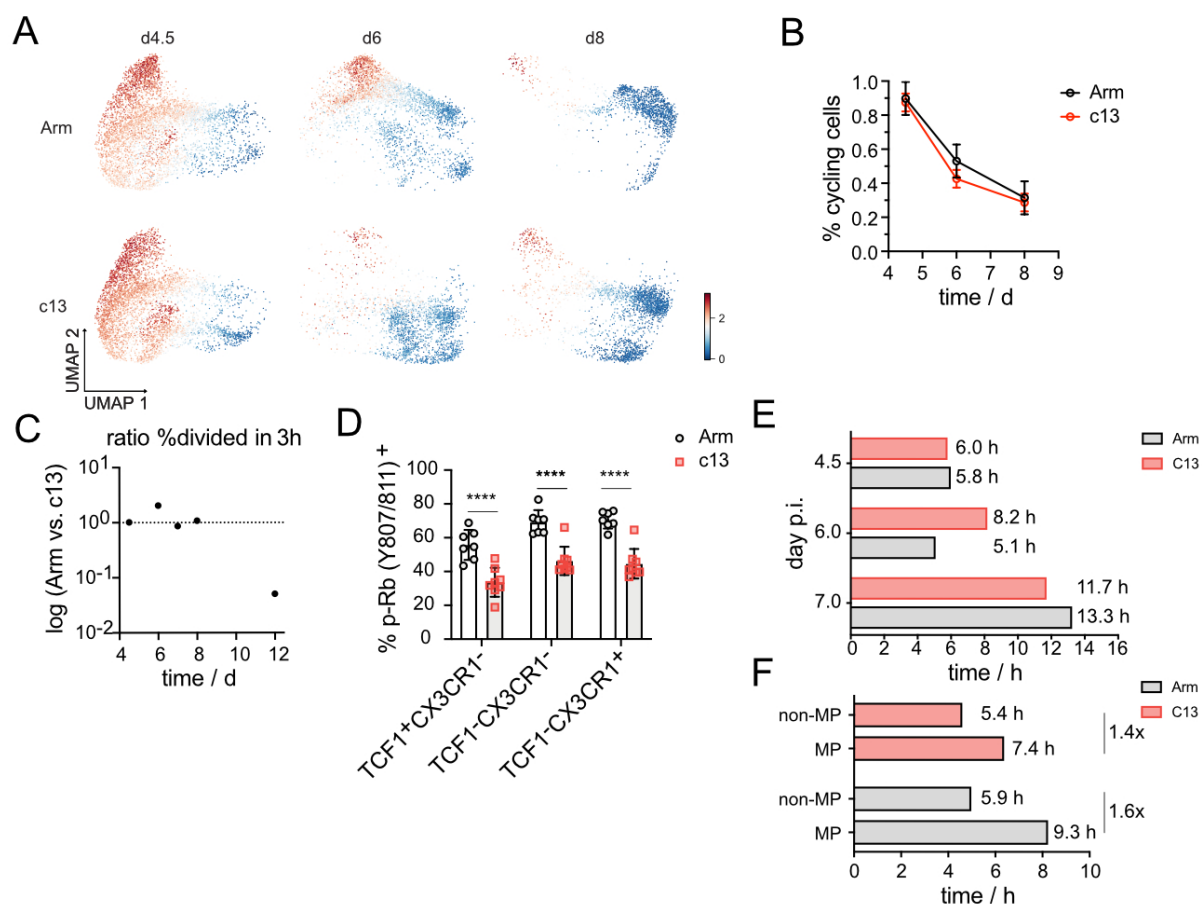 A
d4.5 d6 d8
Arm
c13
UMAP 2
UMAP 1
2
0
B
% cycling cells
1.0
0.8
0.6
0.4
0.2
0.0
4 5 6 7 8 9
time / d
Arm
c13
C
ratio %divided in 3h
log (Arm vs. c13)
10^1
10^0
10^-1
10^-2
4 6 8 10 12
time / d
D
Arm
c13
% p-Rb (Y807/811) +
100
80
60
40
20
0
**** **** ****
TCF1+CX3CR1-
TCF1-CX3CR1-
TCF1-CX3CR1+
E
Arm
C13
day p.i.
4.5
6.0 h
5.8 h
6.0
8.2 h
5.1 h
7.0
11.7 h
13.3 h
0 2 4 6 8 10 12 14 16
time / h
F
Arm
C13
non-MP 5.4 h
MP 7.4 h
1.4x
non-MP 5.9 h
MP 9.3 h
1.6x
0 2 4 6 8 10
time / h